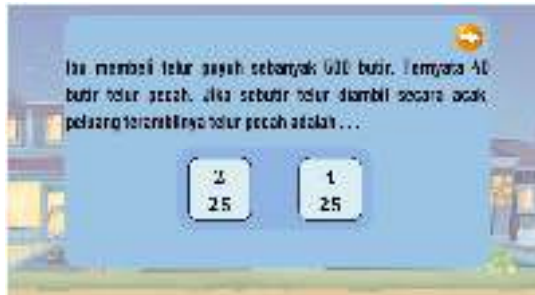 Ibu membeli telur puyuh sebanyak 500 butir. Ternyata 40
butir telur pecah. Jika sebutir telur diambil secara acak,
peluang terambilnya telur pecah adalah . . .
2 1
25 25